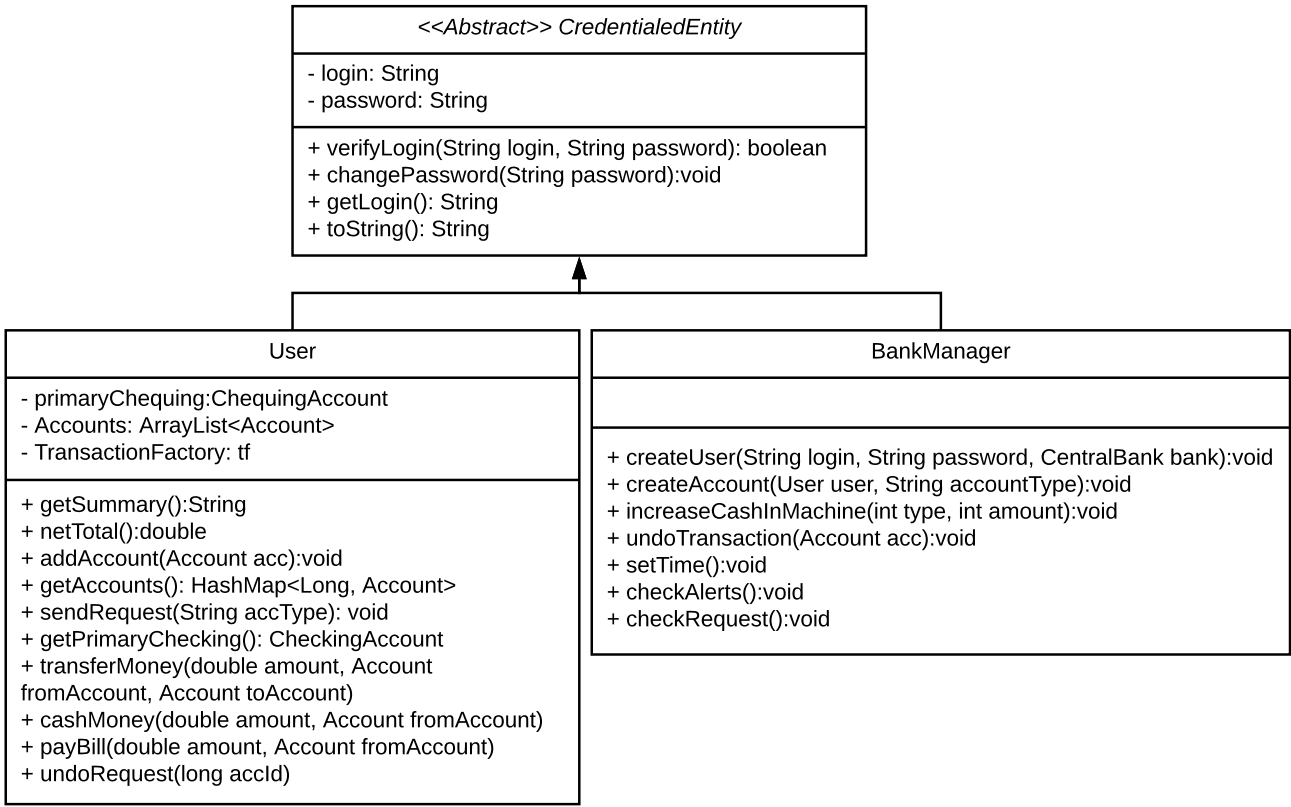 <<Abstract>> CredentialedEntity
- login: String
- password: String
+ verifyLogin(String login, String password): boolean
+ changePassword(String password):void
+ getLogin(): String
+ toString(): String
User
- primaryChequing:ChequingAccount
- Accounts: ArrayList<Account>
- TransactionFactory: tf
+ getSummary():String
+ netTotal():double
+ addAccount(Account acc):void
+ getAccounts(): HashMap<Long, Account>
+ sendRequest(String accType): void
+ getPrimaryChecking(): CheckingAccount
+ transferMoney(double amount, Account
fromAccount, Account toAccount)
+ cashMoney(double amount, Account fromAccount)
+ payBill(double amount, Account fromAccount)
+ undoRequest(long accId)
BankManager
+ createUser(String login, String password, CentralBank bank):void
+ createAccount(User user, String accountType):void
+ increaseCashInMachine(int type, int amount):void
+ undoTransaction(Account acc):void
+ setTime():void
+ checkAlerts():void
+ checkRequest():void